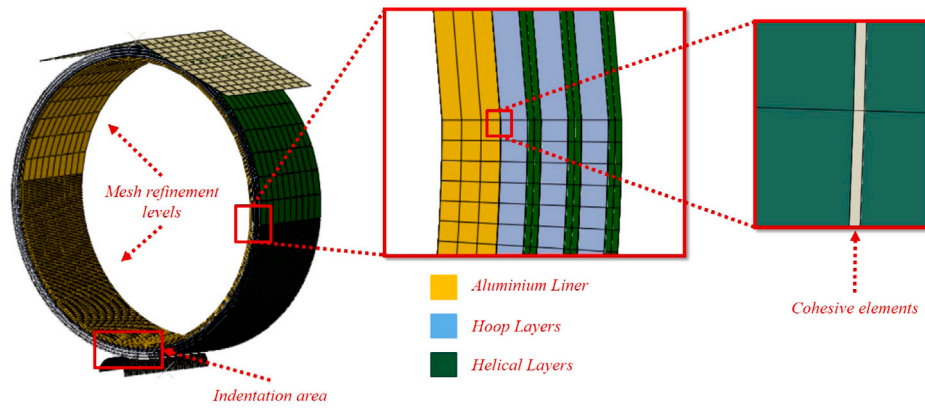 Mesh refinement
levels
Indentation area
Aluminium Liner
Hoop Layers
Helical Layers
Cohesive elements